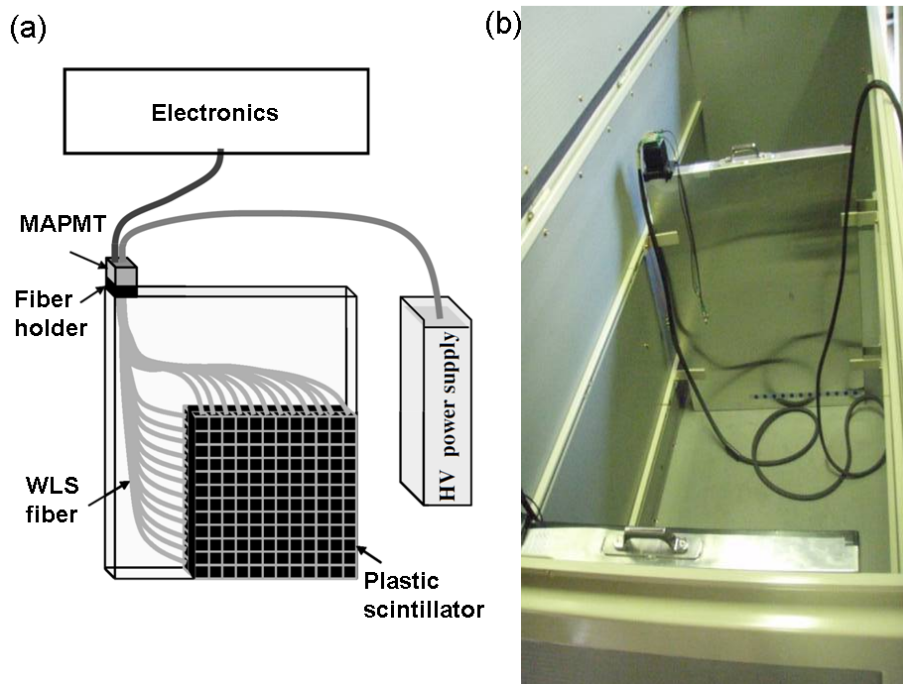 (a)
Electronics
MAPMT
Fiber
holder
WLS
fiber
HV power supply
Plastic
scintillator
(b)